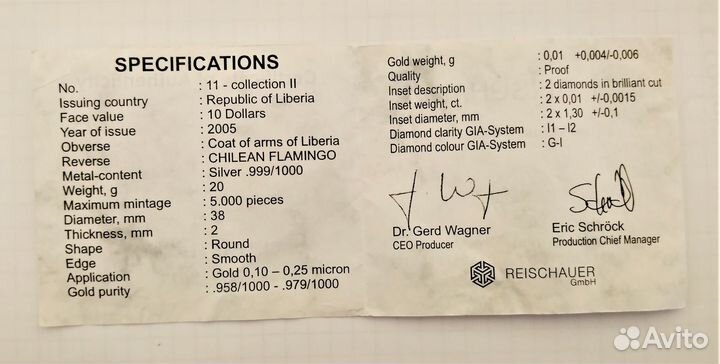 SPECIFICATIONS
No. : 11 - collection II
Issuing country : Republic of Liberia
Face value : 10 Dollars
Year of issue : 2005
Obverse : Coat of arms of Liberia
Reverse : CHILEAN FLAMINGO
Metal-content : Silver .999/1000
Weight, g : 20
Maximum mintage : 5.000 pieces
Diameter, mm : 38
Thickness, mm : 2
Shape : Round
Edge : Smooth
Application : Gold 0,10 – 0,25 micron
Gold purity : .958/1000 - .979/1000
Gold weight, g : 0,01 +0,004/-0,006
Quality : Proof
Inset description : 2 diamonds in brilliant cut
Inset weight, ct. : 2 x 0,01 +/-0,0015
Inset diameter, mm : 2 x 1,30 +/-0,1
Diamond clarity GIA-System : I1 – I2
Diamond colour GIA-System : G-I
Dr. Gerd Wagner
CEO Producer
Eric Schröck
Production Chief Manager
REISCHAUER
GmbH
Avito